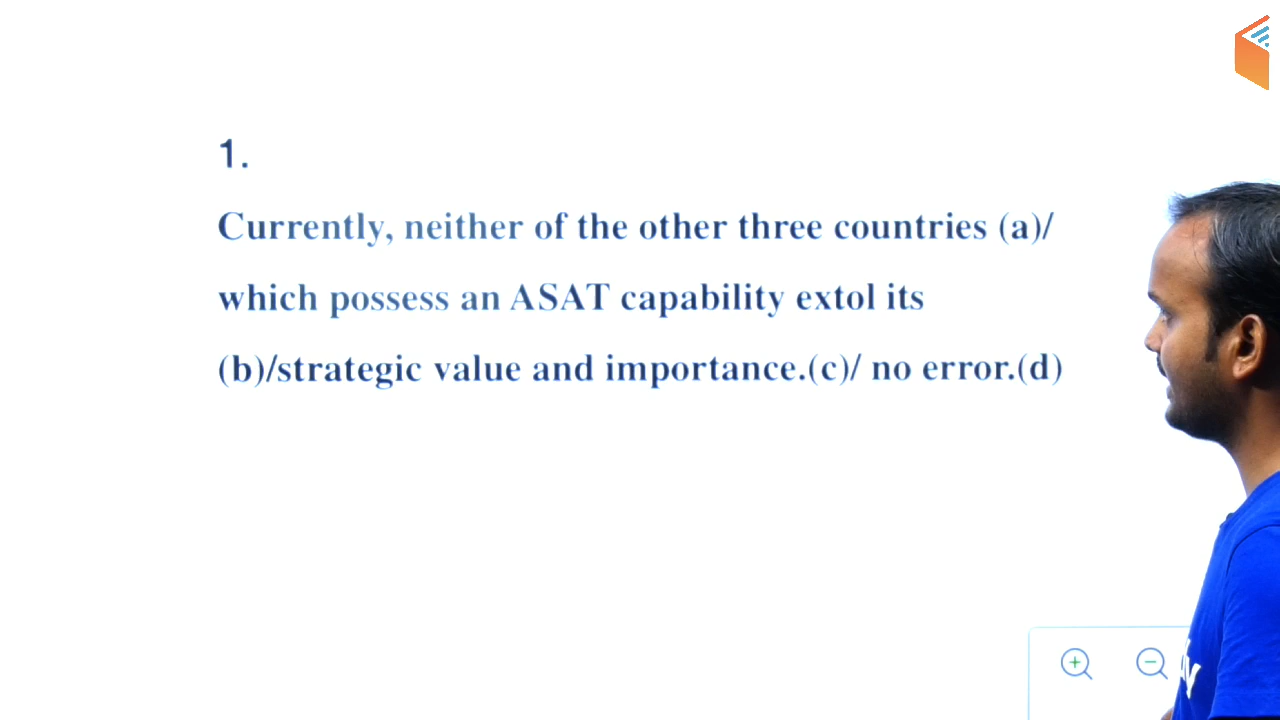 1.
Currently, neither of the other three countries (a)/
which possess an ASAT capability extol its
(b)/strategic value and importance.(c)/ no error.(d)